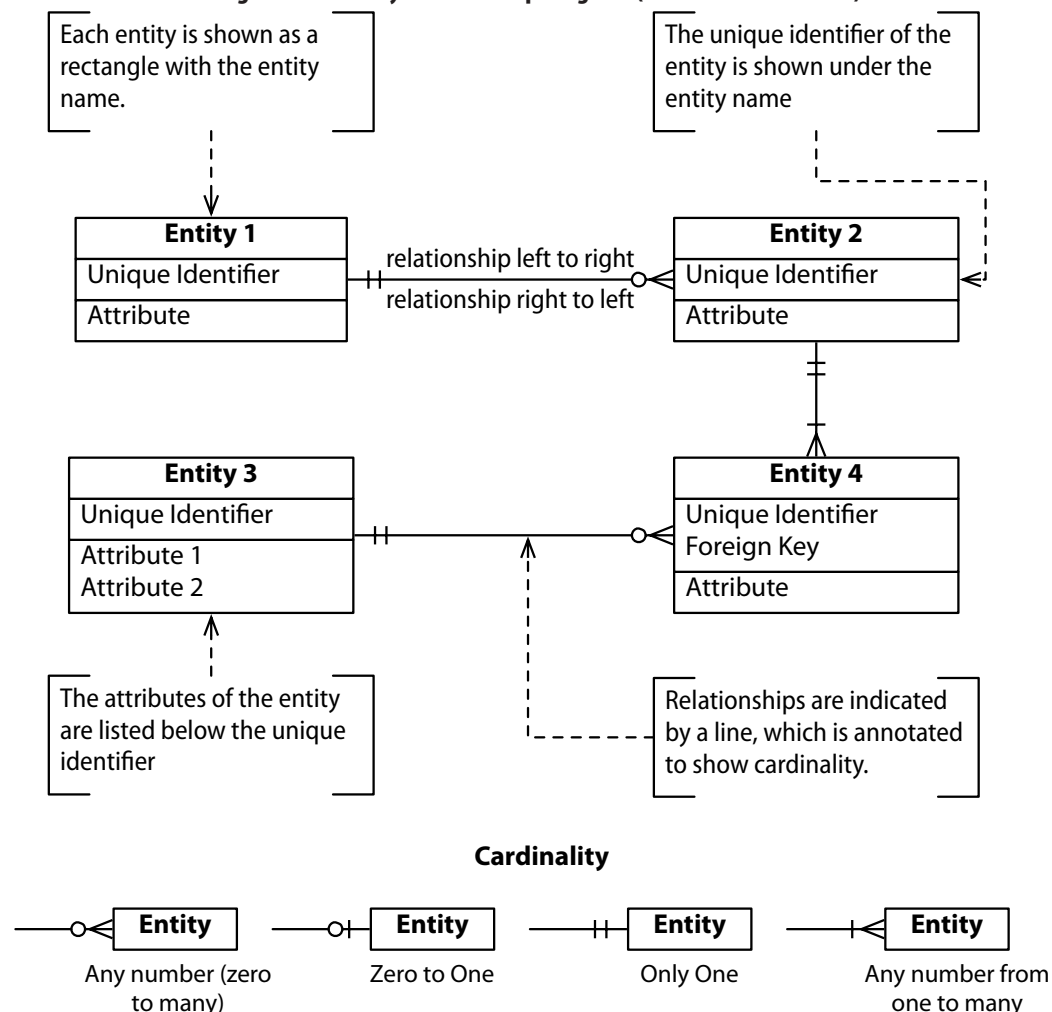 Each entity is shown as a
rectangle with the entity
name.
The unique identifier of the
entity is shown under the
entity name
Entity 1
Unique Identifier
Attribute
relationship left to right
relationship right to left
Entity 2
Unique Identifier
Attribute
Entity 3
Unique Identifier
Attribute 1
Attribute 2
Entity 4
Unique Identifier
Foreign Key
Attribute
The attributes of the entity
are listed below the unique
identifier
Relationships are indicated
by a line, which is annotated
to show cardinality.
Cardinality
Entity
Any number (zero
to many)
Entity
Zero to One
Entity
Only One
Entity
Any number from
one to many